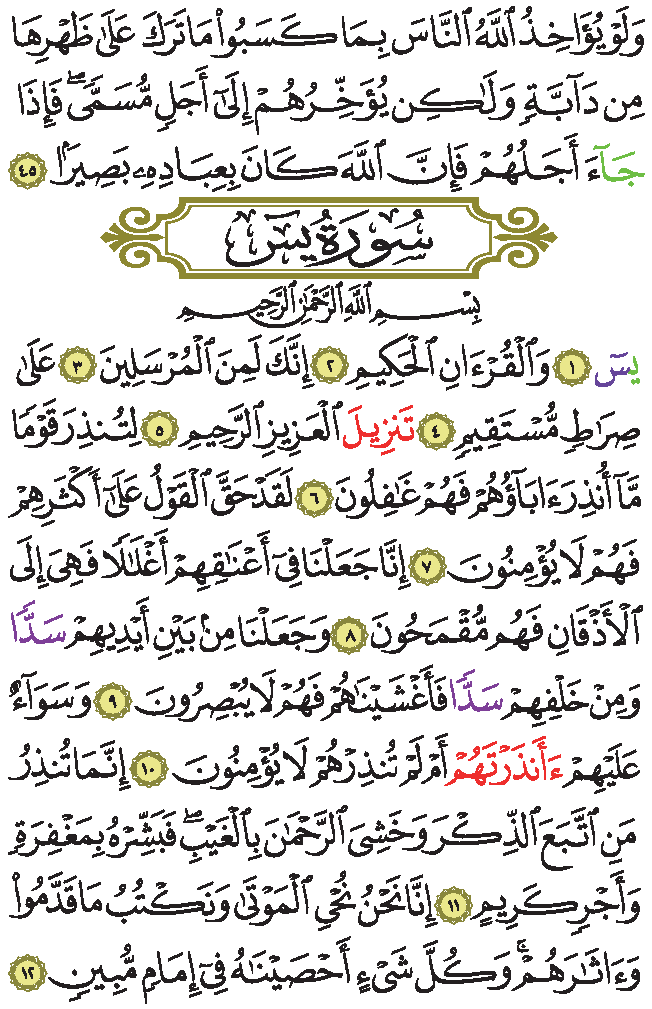 وَلَوْ يُؤَاخِذُ ٱللَّهُ ٱلنَّاسَ بِمَا كَسَبُوا۟ مَا تَرَكَ عَلَىٰ ظَهْرِهَا
مِن دَآبَّةٍ وَلَٰكِن يُؤَخِّرُهُمْ إِلَىٰٓ أَجَلٍ مُّسَمًّى ۖ فَإِذَا
جَآءَ أَجَلُهُمْ فَإِنَّ ٱللَّهَ كَانَ بِعِبَادِهِۦ بَصِيرًۢا ٤٥
سُورَةُ يسٓ
بِسْمِ ٱللَّهِ ٱلرَّحْمَٰنِ ٱلرَّحِيمِ
يسٓ ١ وَٱلْقُرْءَانِ ٱلْحَكِيمِ ٢ إِنَّكَ لَمِنَ ٱلْمُرْسَلِينَ ٣ عَلَىٰ
صِرَٰطٍ مُّسْتَقِيمٍ ٤ تَنزِيلَ ٱلْعَزِيزِ ٱلرَّحِيمِ ٥ لِتُنذِرَ قَوْمًا
مَّآ أُنذِرَ ءَابَآؤُهُمْ فَهُمْ غَٰفِلُونَ ٦ لَقَدْ حَقَّ ٱلْقَوْلُ عَلَىٰٓ أَكْثَرِهِمْ
فَهُمْ لَا يُؤْمِنُونَ ٧ إِنَّا جَعَلْنَا فِىٓ أَعْنَٰقِهِمْ أَغْلَٰلًا فَهِىَ إِلَى
ٱلْأَذْقَانِ فَهُم مُّقْمَحُونَ ٨ وَجَعَلْنَا مِنۢ بَيْنِ أَيْدِيهِمْ سَدًّا
وَمِنْ خَلْفِهِمْ سَدًّا فَأَغْشَيْنَٰهُمْ فَهُمْ لَا يُبْصِرُونَ ٩ وَسَوَآءٌ
عَلَيْهِمْ ءَأَنذَرْتَهُمْ أَمْ لَمْ تُنذِرْهُمْ لَا يُؤْمِنُونَ ١٠ إِنَّمَا تُنذِرُ
مَنِ ٱتَّبَعَ ٱلذِّكْرَ وَخَشِىَ ٱلرَّحْمَٰنَ بِٱلْغَيْبِ ۖ فَبَشِّرْهُ بِمَغْفِرَةٍ
وَأَجْرٍ كَرِيمٍ ١١ إِنَّا نَحْنُ نُحْىِ ٱلْمَوْتَىٰ وَنَكْتُبُ مَا قَدَّمُوا۟
وَءَاثَٰرَهُمْ ۚ وَكُلَّ شَىْءٍ أَحْصَيْنَٰهُ فِىٓ إِمَامٍ مُّبِينٍ ١٢